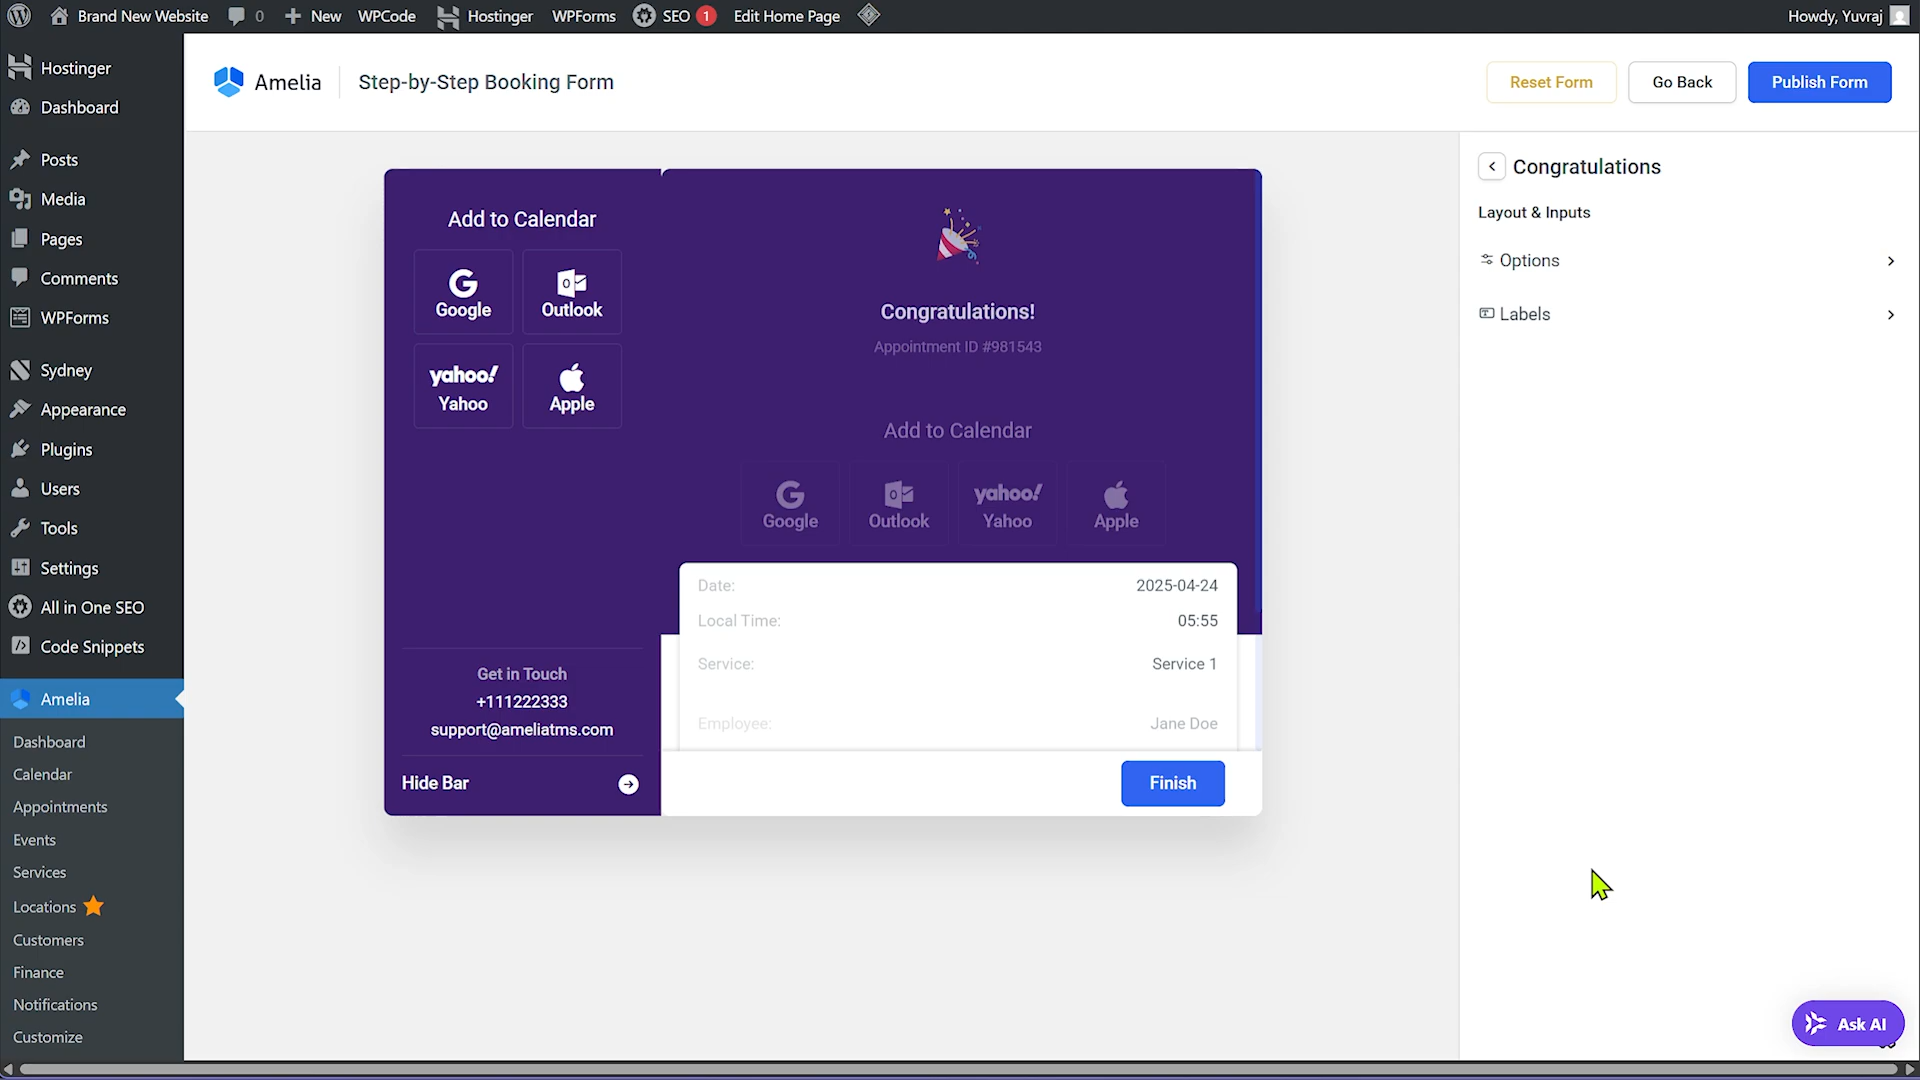 Brand New Website
0
New
WPCode
Hostinger
WPForms
SEO
1
Edit Home Page
Howdy, Yuvraj
Hostinger
Dashboard
Posts
Media
Pages
Comments
WPForms
Sydney
Appearance
Plugins
Users
Tools
Settings
All in One SEO
Code Snippets
Amelia
Dashboard
Calendar
Appointments
Events
Services
Locations
Customers
Finance
Notifications
Customize
Amelia
Step-by-Step Booking Form
Reset Form
Go Back
Publish Form
Add to Calendar
Google
Outlook
yahoo!
Yahoo
Apple
Get in Touch
+111222333
support@ameliatms.com
Hide Bar
Congratulations!
Appointment ID #981543
Add to Calendar
Google
Outlook
yahoo!
Yahoo
Apple
Date: 2025-04-24
Local Time: 05:55
Service: Service 1
Employee: Jane Doe
Finish
Congratulations
Layout & Inputs
Options
Labels
Ask AI